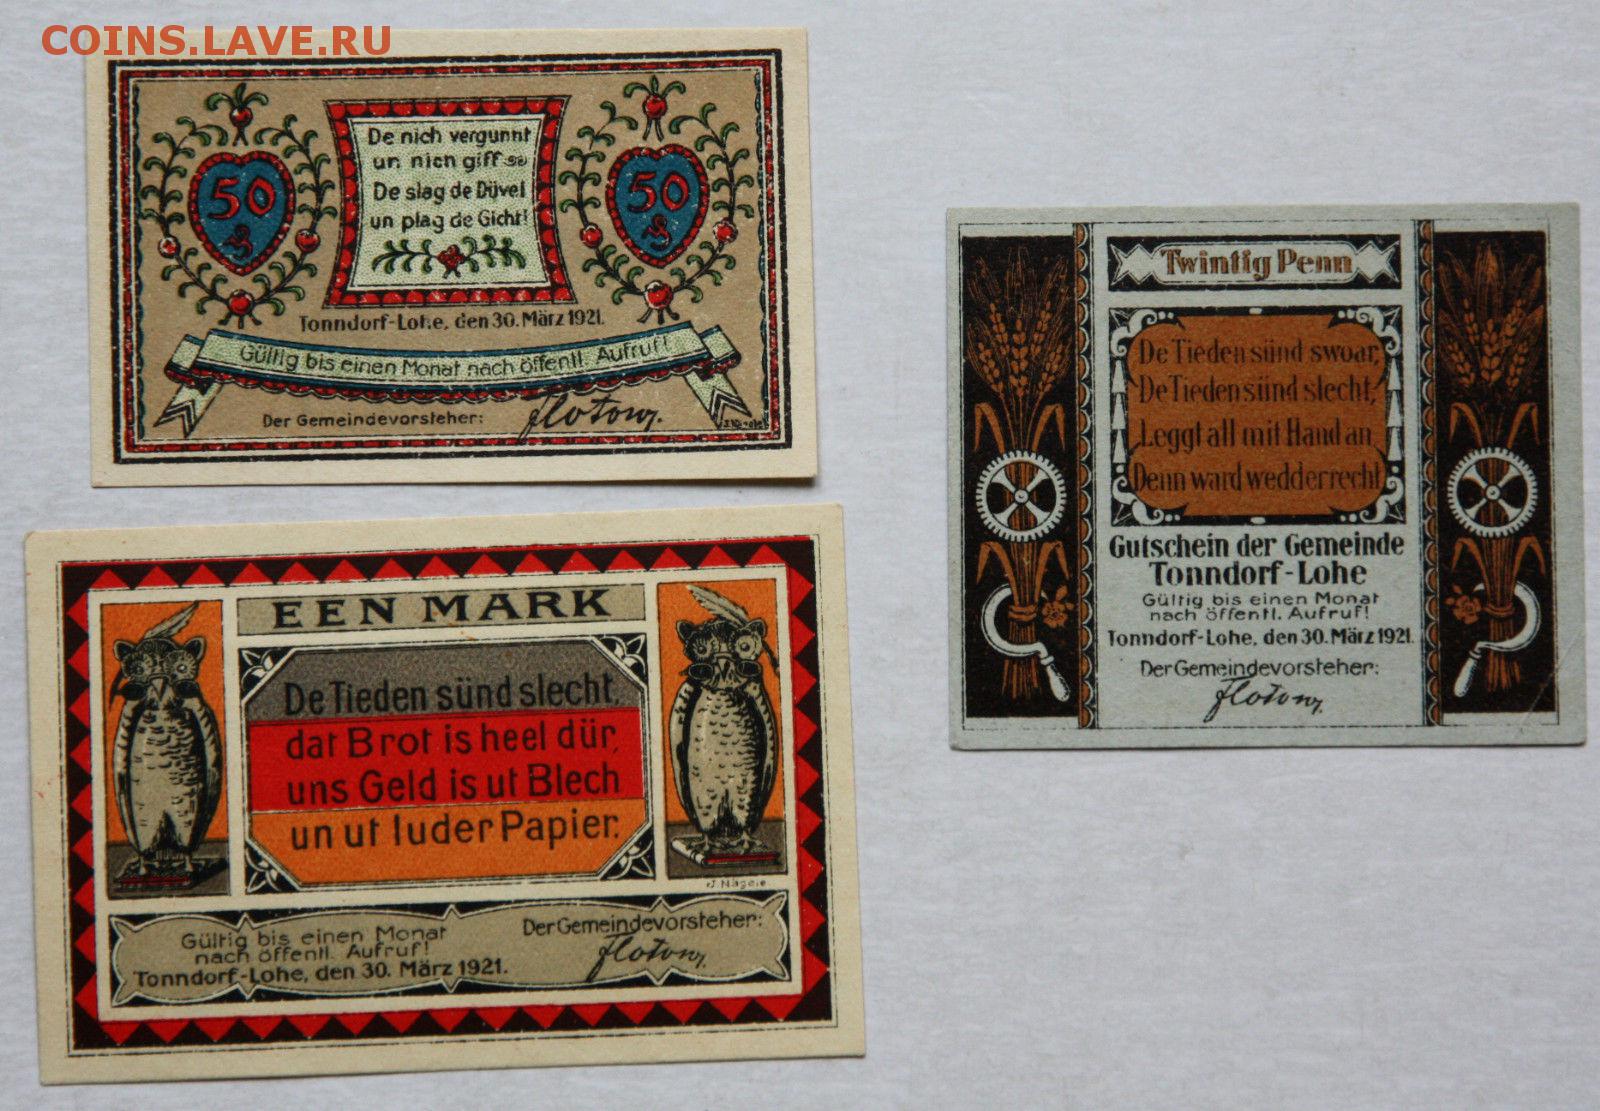 COINS.LAVE.RU
De nich vergunnt
un nich giff
De slag de Düvel
un plag de Gicht!
50
50
Tonndorf-Lohe, den 30. März 1921.
Gültig bis einen Monat nach öffentl. Aufruf!
Der Gemeindevorsteher: Flotow.
EEN MARK
De Tieden sünd slecht,
dat Brot is heel dür,
uns Geld is ut Blech
un ut luder Papier.
J. Nägele
Gültig bis einen Monat
nach öffentl. Aufruf!
Tonndorf-Lohe, den 30. März 1921.
Der Gemeindevorsteher:
Flotow.
Twintig Penn
De Tieden sünd swoar,
De Tieden sünd slecht,
Leggt all mit Hand an,
Denn ward wedder recht
Gutschein der Gemeinde
Tonndorf-Lohe
Gültig bis einen Monat
nach öffentl. Aufruf!
Tonndorf-Lohe, den 30. März 1921.
Der Gemeindevorsteher:
Flotow.